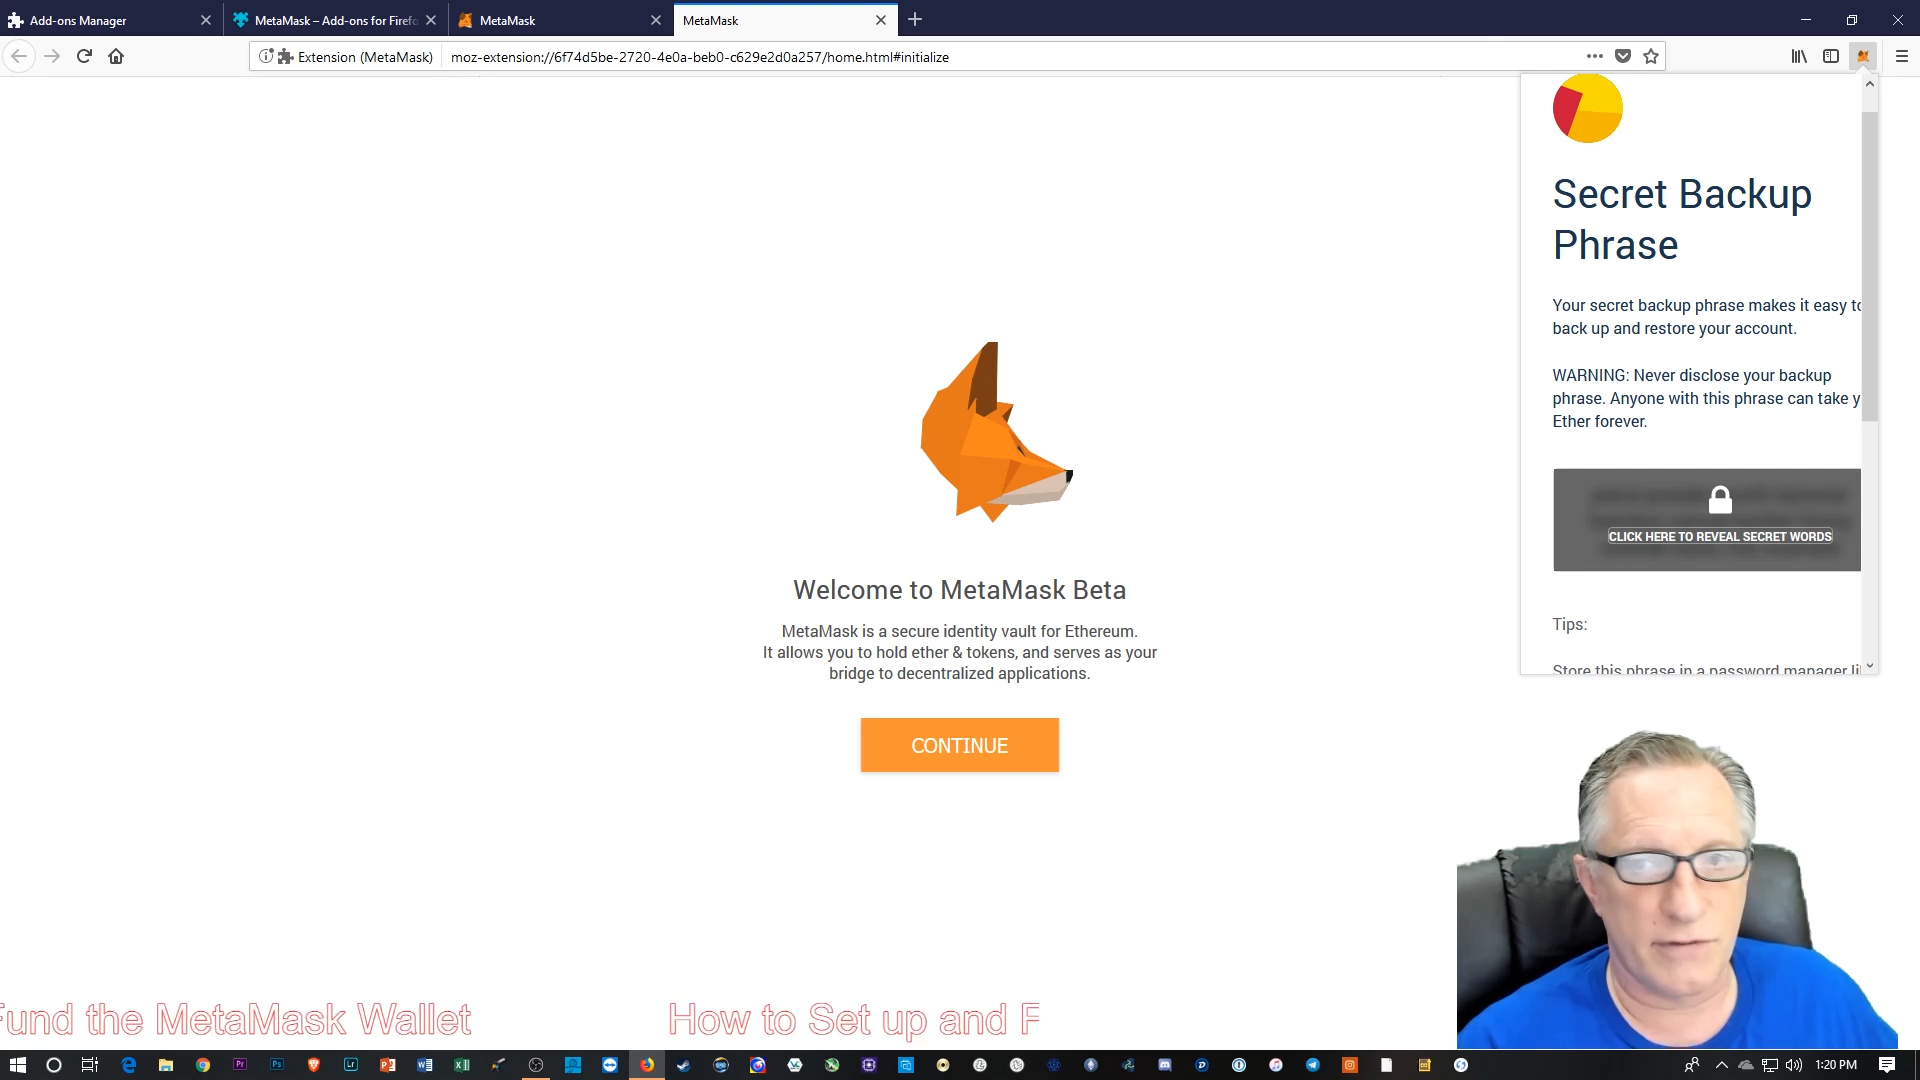 Add-ons Manager
MetaMask – Add-ons for Firefo
MetaMask
MetaMask
Extension (MetaMask)
moz-extension://6f74d5be-2720-4e0a-beb0-c629e2d0a257/home.html#initialize
Secret Backup
Phrase
Your secret backup phrase makes it easy to
back up and restore your account.
WARNING: Never disclose your backup
phrase. Anyone with this phrase can take y
Ether forever.
CLICK HERE TO REVEAL SECRET WORDS
Tips:
Store this phrase in a password manager li
Welcome to MetaMask Beta
MetaMask is a secure identity vault for Ethereum.
It allows you to hold ether & tokens, and serves as your
bridge to decentralized applications.
CONTINUE
Fund the MetaMask Wallet
How to Set up and F
1:20 PM